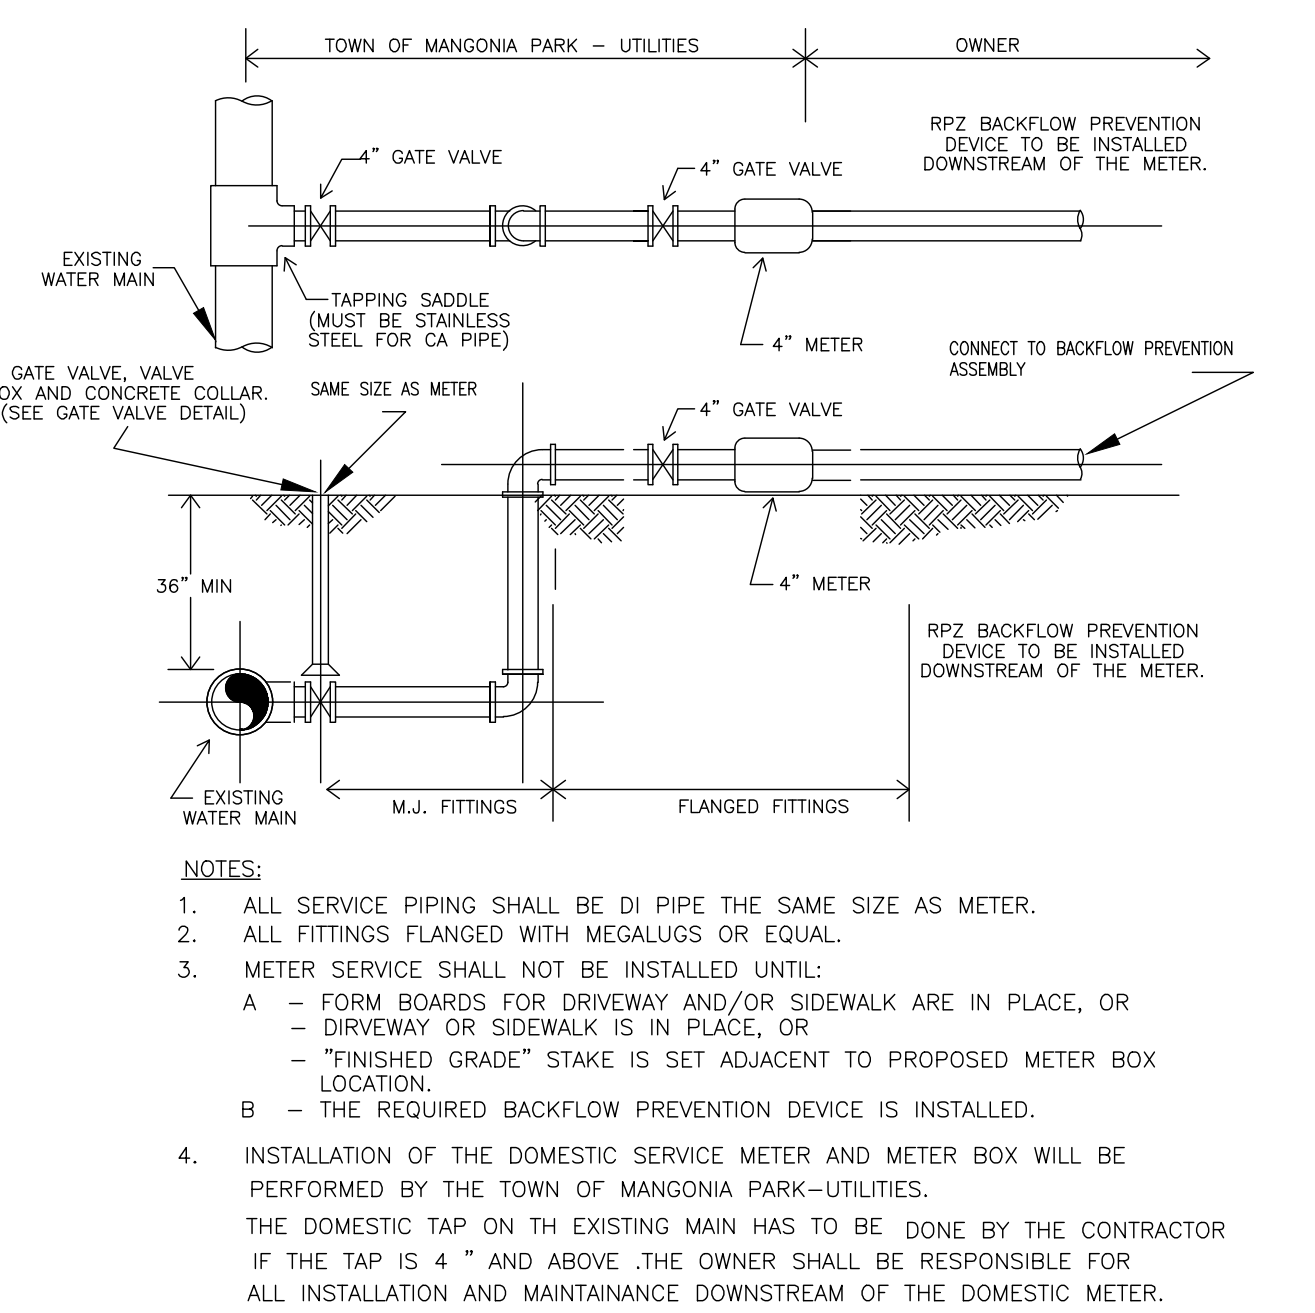 TOWN OF MANGONIA PARK – UTILITIES
OWNER
RPZ BACKFLOW PREVENTION
DEVICE TO BE INSTALLED
DOWNSTREAM OF THE METER.
4" GATE VALVE
4" GATE VALVE
EXISTING
WATER MAIN
TAPPING SADDLE
(MUST BE STAINLESS
STEEL FOR CA PIPE)
4" METER
CONNECT TO BACKFLOW PREVENTION
ASSEMBLY
GATE VALVE, VALVE
OX AND CONCRETE COLLAR.
(SEE GATE VALVE DETAIL)
SAME SIZE AS METER
4" GATE VALVE
36" MIN
4" METER
RPZ BACKFLOW PREVENTION
DEVICE TO BE INSTALLED
DOWNSTREAM OF THE METER.
EXISTING
WATER MAIN
M.J. FITTINGS
FLANGED FITTINGS
NOTES:
1. ALL SERVICE PIPING SHALL BE DI PIPE THE SAME SIZE AS METER.
2. ALL FITTINGS FLANGED WITH MEGALUGS OR EQUAL.
3. METER SERVICE SHALL NOT BE INSTALLED UNTIL:
A – FORM BOARDS FOR DRIVEWAY AND/OR SIDEWALK ARE IN PLACE, OR
– DIRVEWAY OR SIDEWALK IS IN PLACE, OR
– "FINISHED GRADE" STAKE IS SET ADJACENT TO PROPOSED METER BOX
LOCATION.
B – THE REQUIRED BACKFLOW PREVENTION DEVICE IS INSTALLED.
4. INSTALLATION OF THE DOMESTIC SERVICE METER AND METER BOX WILL BE
PERFORMED BY THE TOWN OF MANGONIA PARK–UTILITIES.
THE DOMESTIC TAP ON TH EXISTING MAIN HAS TO BE DONE BY THE CONTRACTOR
IF THE TAP IS 4 " AND ABOVE .THE OWNER SHALL BE RESPONSIBLE FOR
ALL INSTALLATION AND MAINTAINANCE DOWNSTREAM OF THE DOMESTIC METER.